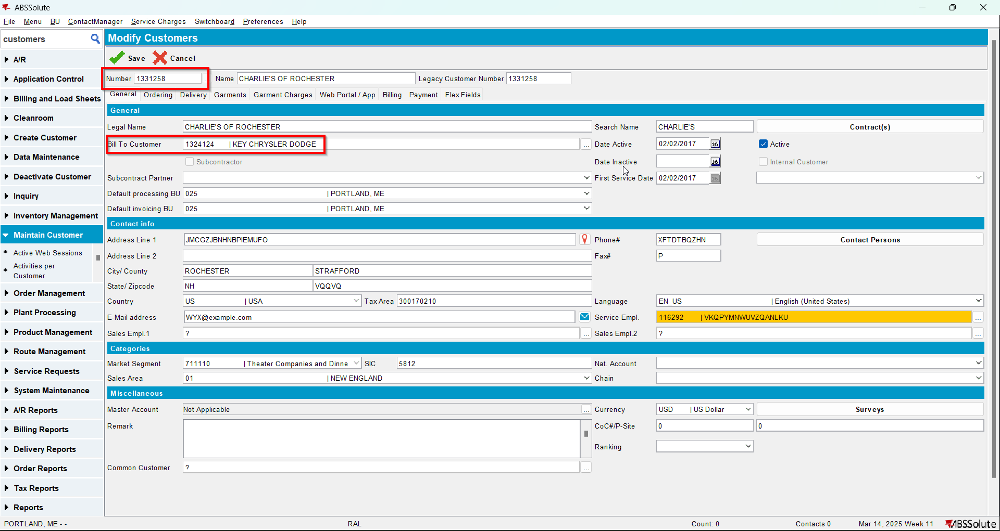 ABSSolute
File Menu BU ContactManager Service Charges Switchboard Preferences Help
customers
Modify Customers
Save Cancel
Number 1331258 ... Name CHARLIE'S OF ROCHESTER Legacy Customer Number 1331258
General Ordering Delivery Garments Garment Charges Web Portal / App Billing Payment Flex Fields
General
Legal Name CHARLIE'S OF ROCHESTER Search Name CHARLIE'S Contract(s)
Bill To Customer 1324124 | KEY CHRYSLER DODGE ... Date Active 02/02/2017 16 Active
Subcontractor Date Inactive 16 Internal Customer
Subcontract Partner First Service Date 02/02/2017 16
Default processing BU 025 | PORTLAND, ME
Default invoicing BU 025 | PORTLAND, ME
Contact info
Address Line 1 JMCGZJBNHNBPIEMUFO Phone# XFTDTBQZHN Contact Persons
Address Line 2 Fax# P
City/ County ROCHESTER STRAFFORD
State/ Zipcode NH VQQVQ
Country US | USA Tax Area 300170210 Language EN_US | English (United States)
E-Mail address WYX@example.com Service Empl. 116292 | VKQPYMNWUVZQANLKU ...
Sales Empl.1 ? ... Sales Empl.2 ? ...
Categories
Market Segment 711110 | Theater Companies and Dinne SIC 5812 Nat. Account
Sales Area 01 | NEW ENGLAND Chain
Miscellaneous
Master Account Not Applicable ... Currency USD | US Dollar Surveys
Remark CoC#/P-Site 0 0
Ranking
Common Customer ? ...
A/R
Application Control
Billing and Load Sheets
Cleanroom
Create Customer
Data Maintenance
Deactivate Customer
Inquiry
Inventory Management
Maintain Customer
Active Web Sessions
Activities per
Customer
Order Management
Plant Processing
Product Management
Route Management
Service Requests
System Maintenance
A/R Reports
Billing Reports
Delivery Reports
Order Reports
Tax Reports
Reports
PORTLAND, ME - - RAL Count: 0 Contacts 0 Mar 14, 2025 Week 11 ABSSolute